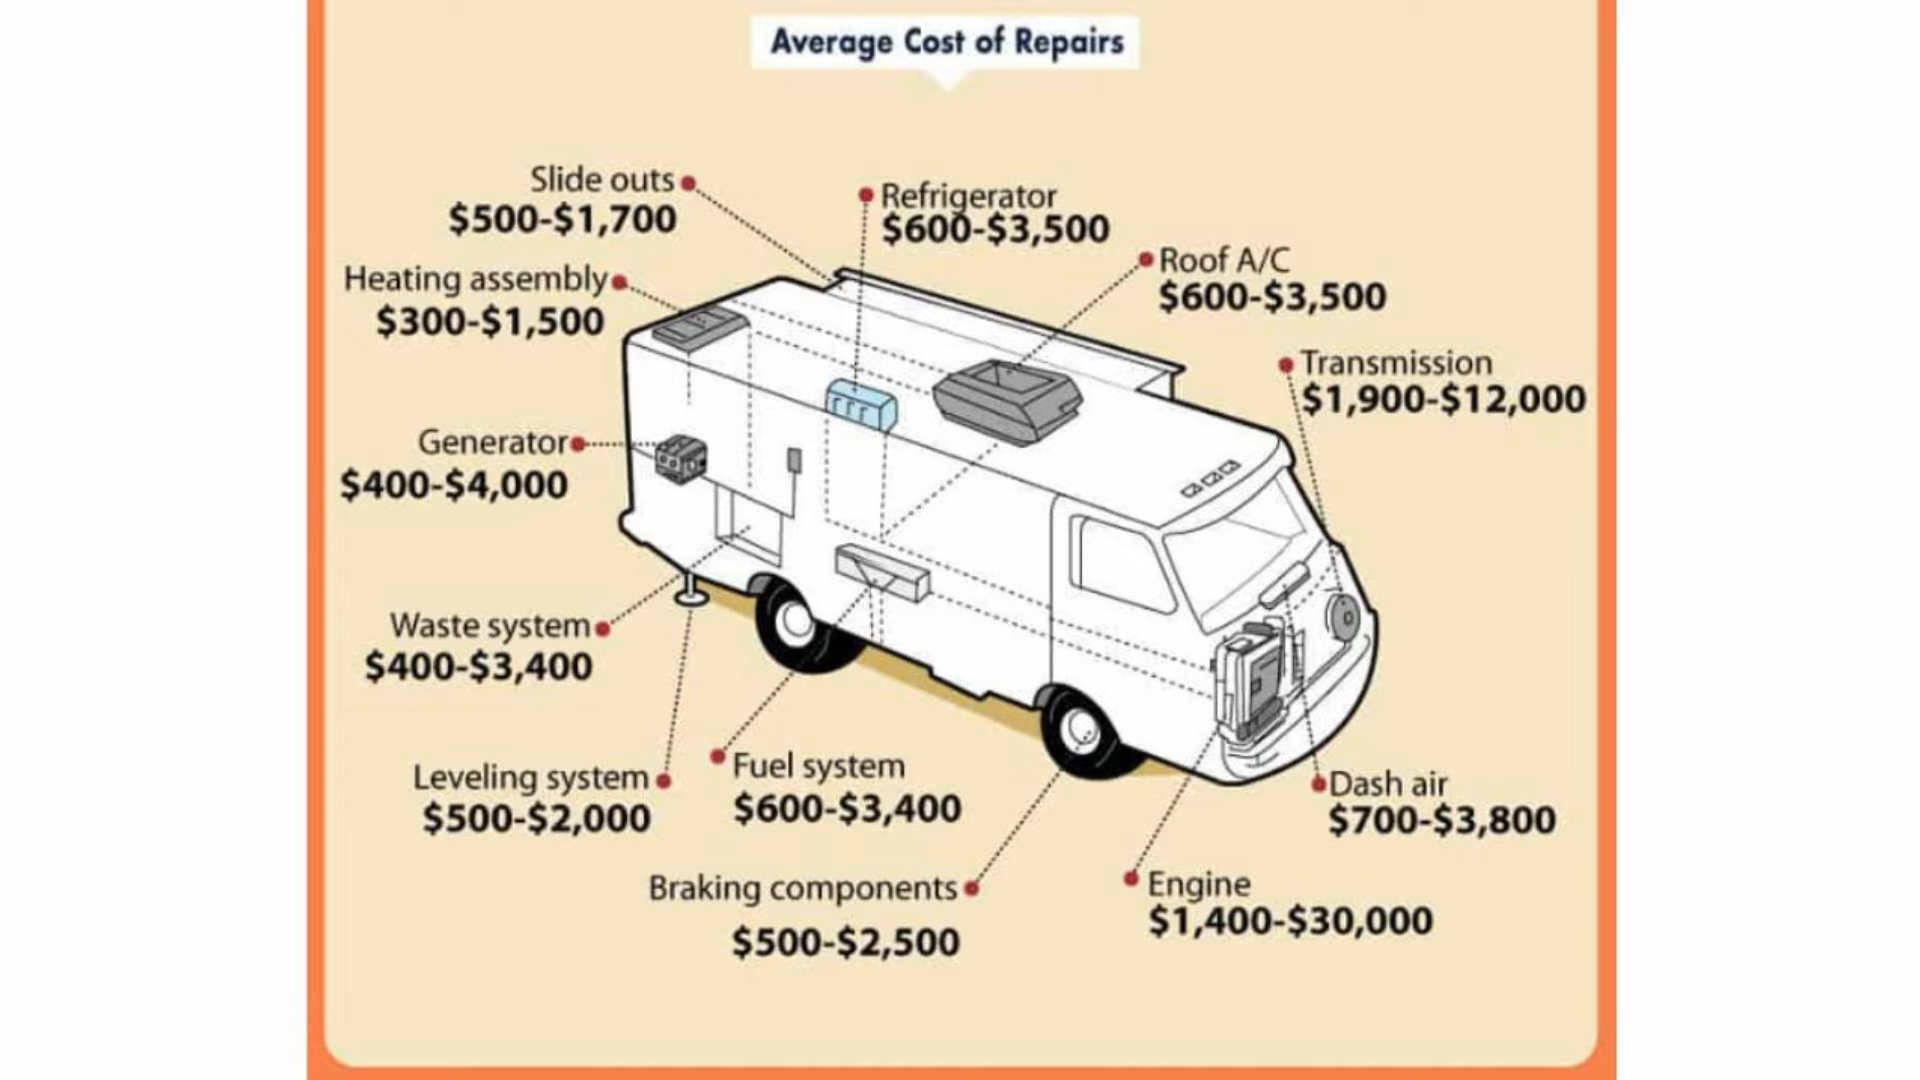 Average Cost of Repairs
Slide outs
$500-$1,700
Refrigerator
$600-$3,500
Roof A/C
$600-$3,500
Heating assembly
$300-$1,500
Transmission
$1,900-$12,000
Generator
$400-$4,000
Waste system
$400-$3,400
Leveling system
$500-$2,000
Fuel system
$600-$3,400
Dash air
$700-$3,800
Braking components
$500-$2,500
Engine
$1,400-$30,000